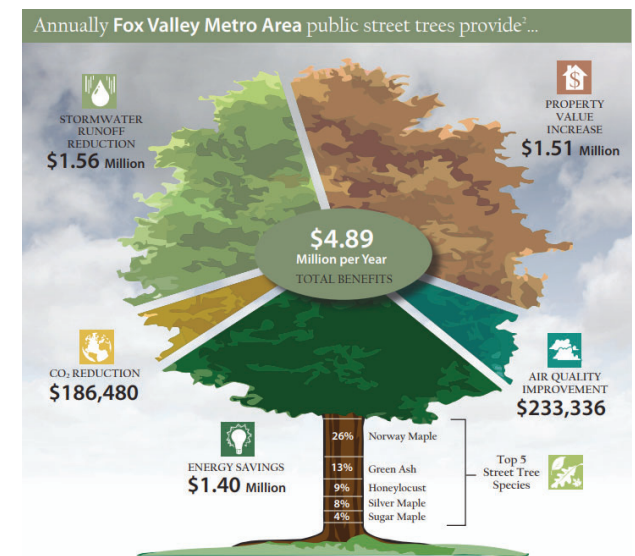 Annually Fox Valley Metro Area public street trees provide²...
STORMWATER
RUNOFF
REDUCTION
$1.56 Million
PROPERTY
VALUE
INCREASE
$1.51 Million
$4.89
Million per Year
TOTAL BENEFITS
CO₂ REDUCTION
$186,480
AIR QUALITY
IMPROVEMENT
$233,336
ENERGY SAVINGS
$1.40 Million
26% Norway Maple
13% Green Ash
9% Honeylocust
8% Silver Maple
4% Sugar Maple
Top 5
Street Tree
Species